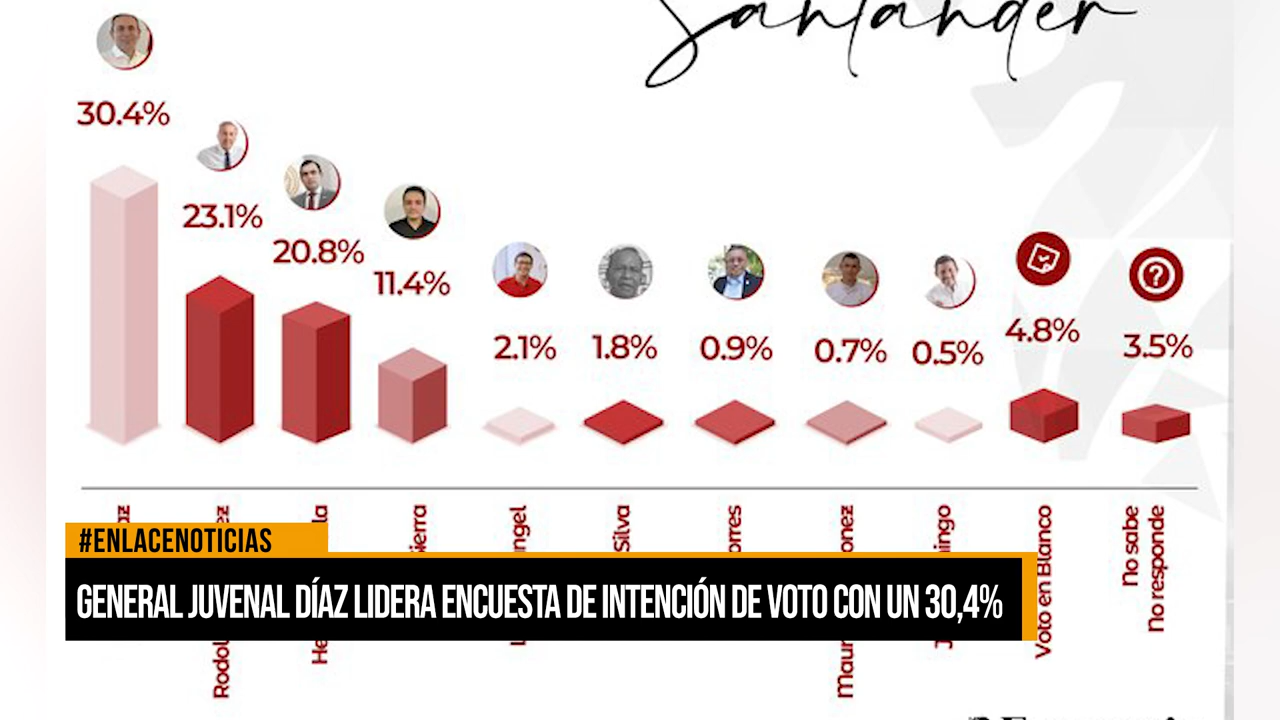 Santander
30.4%
23.1%
20.8%
11.4%
2.1%
1.8%
0.9%
0.7%
0.5%
4.8%
3.5%
Silva
Voto en Blanco
No sabe
No responde
#ENLACENOTICIAS
GENERAL JUVENAL DÍAZ LIDERA ENCUESTA DE INTENCIÓN DE VOTO CON UN 30,4%